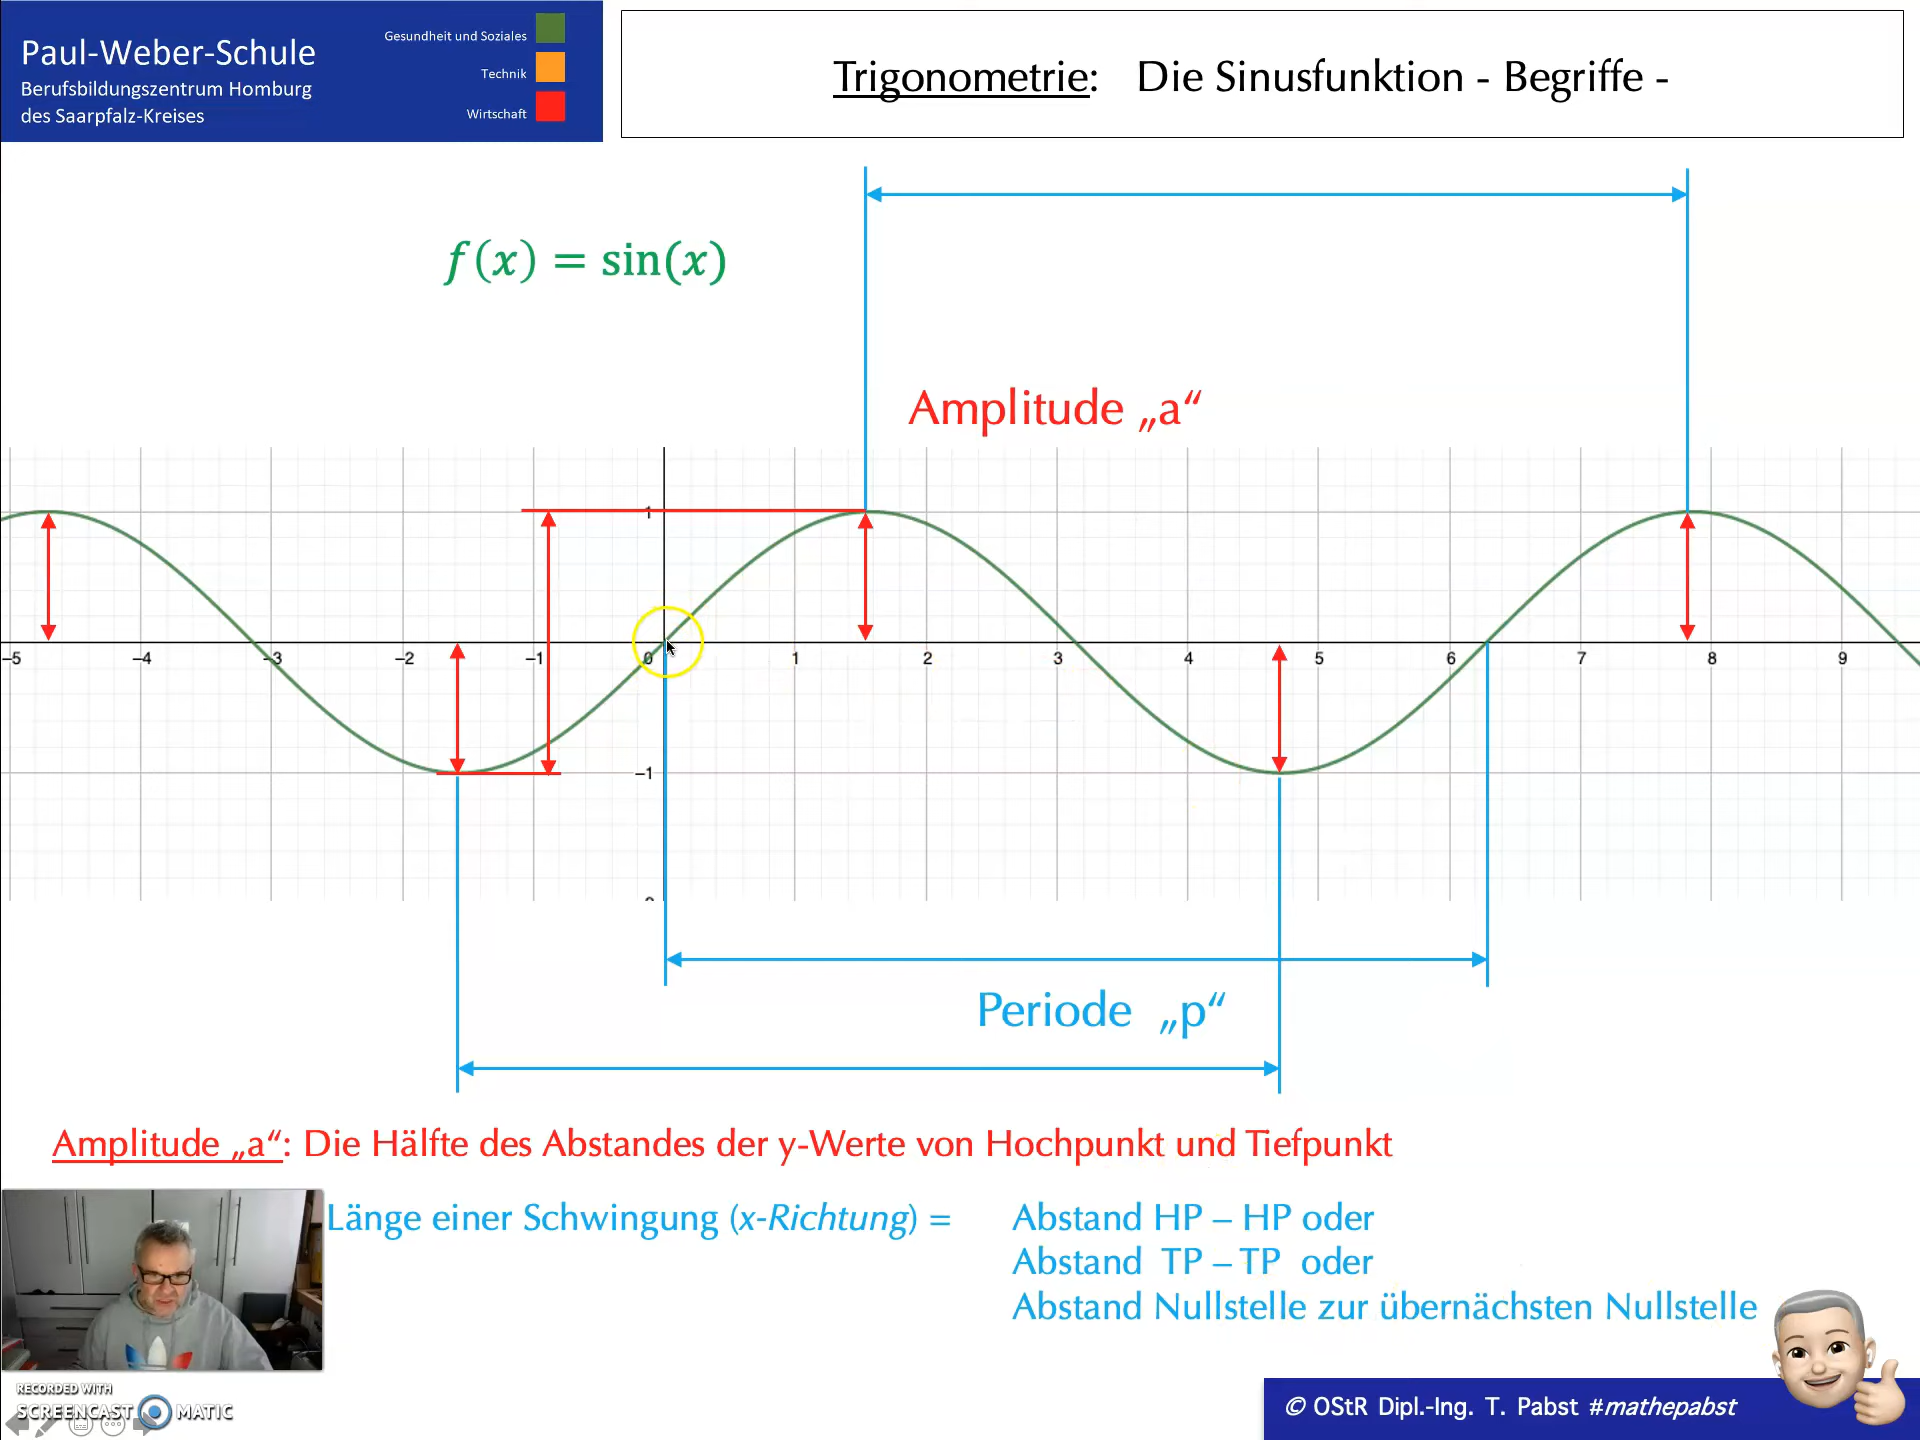 Paul-Weber-Schule
Berufsbildungszentrum Homburg
des Saarpfalz-Kreises
Gesundheit und Soziales
Technik
Wirtschaft
Trigonometrie: Die Sinusfunktion - Begriffe -
f(x) = sin(x)
Amplitude „a“
1
–5 –4 –3 –2 –1 0 1 2 3 4 5 6 7 8 9
–1
Periode „p“
Amplitude „a“: Die Hälfte des Abstandes der y-Werte von Hochpunkt und Tiefpunkt
Länge einer Schwingung (x-Richtung) = Abstand HP – HP oder
Abstand TP – TP oder
Abstand Nullstelle zur übernächsten Nullstelle
RECORDED WITH
SCREENCAST MATIC
© OStR Dipl.-Ing. T. Pabst #mathepabst